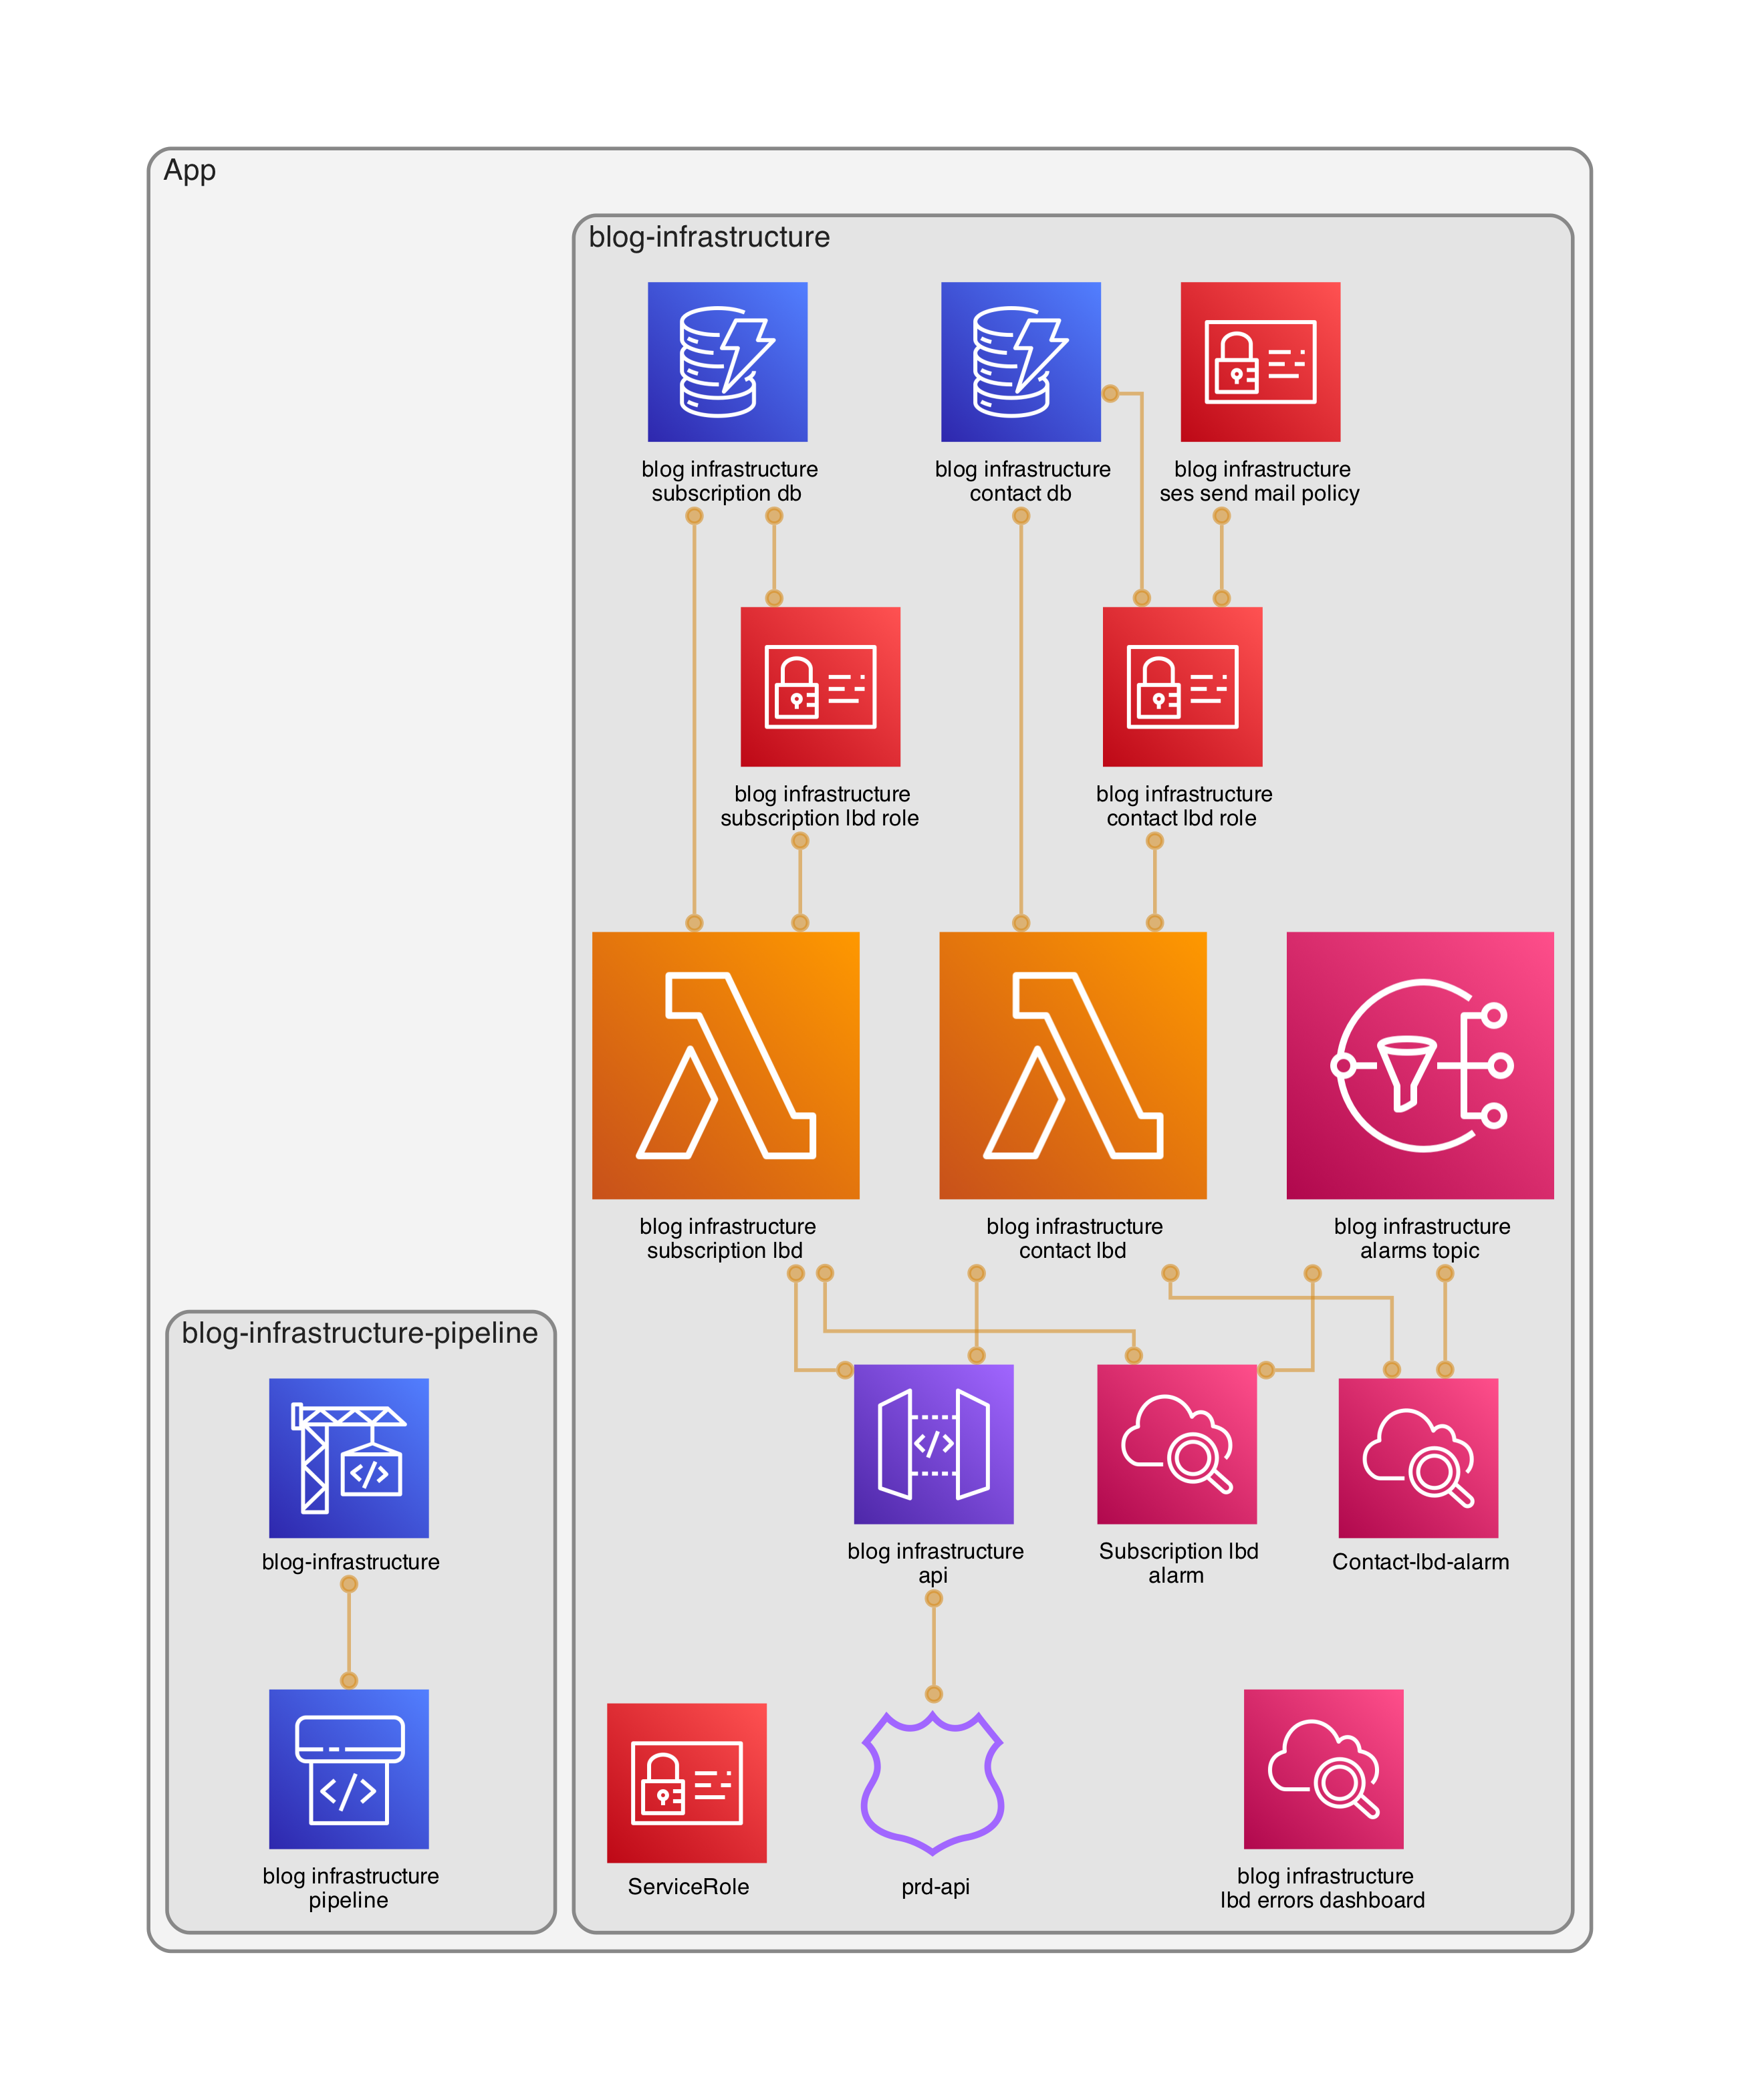 App
blog-infrastructure
blog infrastructure
subscription db
blog infrastructure
contact db
blog infrastructure
ses send mail policy
blog infrastructure
subscription lbd role
blog infrastructure
contact lbd role
blog infrastructure
subscription lbd
blog infrastructure
contact lbd
blog infrastructure
alarms topic
blog-infrastructure-pipeline
blog-infrastructure
blog infrastructure
api
Subscription lbd
alarm
Contact-lbd-alarm
blog infrastructure
pipeline
ServiceRole
prd-api
blog infrastructure
lbd errors dashboard